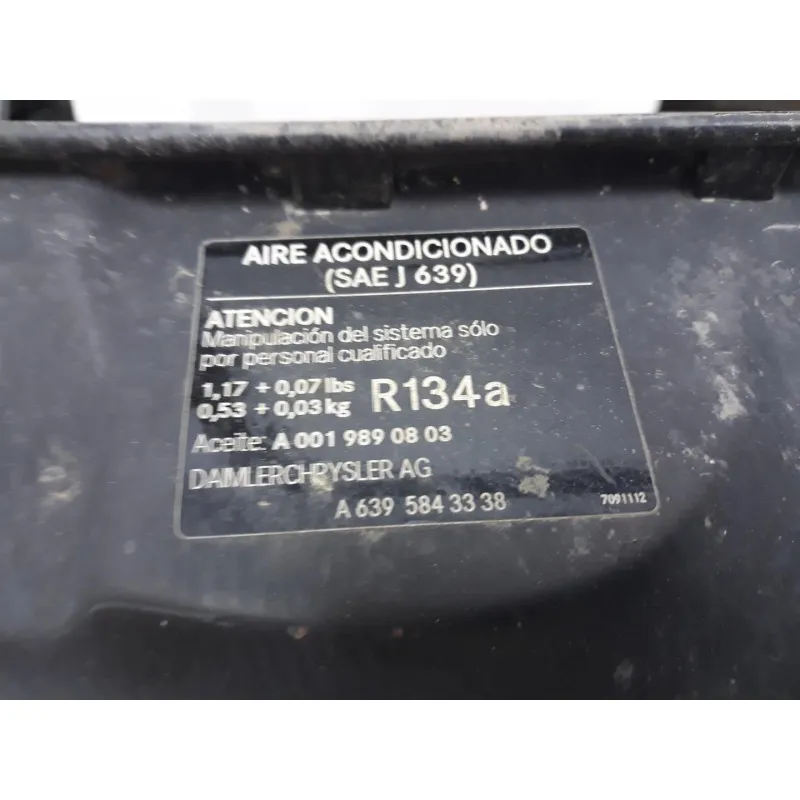 AIRE ACONDICIONADO
(SAE J 639)
ATENCION
Manipulación del sistema sólo
por personal cualificado
1,17 + 0,07 lbs
0,53 + 0,03 kg R134a
Aceite: A 001 989 08 03
DAIMLERCHRYSLER AG
A 639 584 33 38 7091112